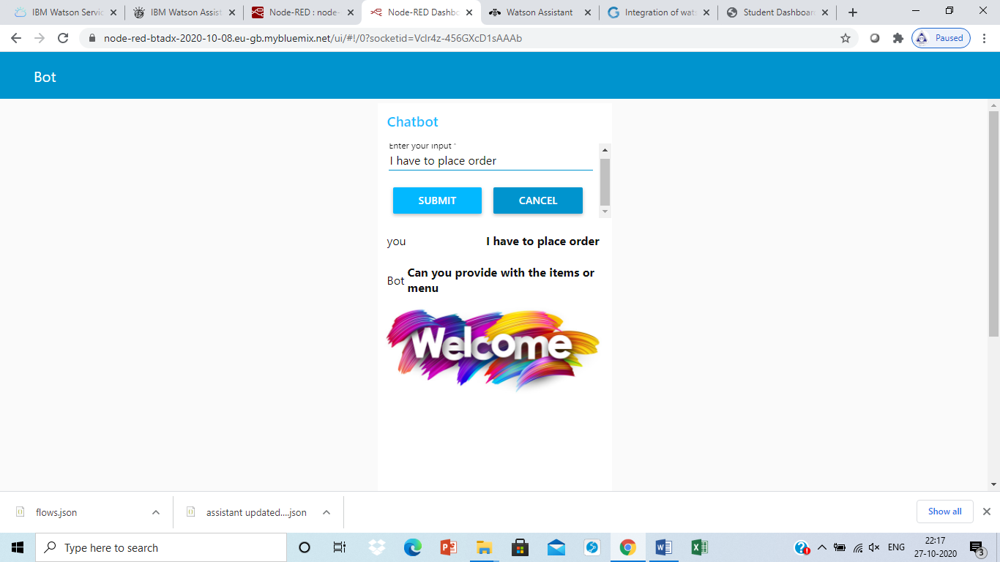 IBM Watson Servic
IBM Watson Assist
Node-RED : node-
Node-RED Dashbo
Watson Assistant
Integration of wat
Student Dashboar
node-red-btadx-2020-10-08.eu-gb.mybluemix.net/ui/#!/0?socketid=Vclr4z-456GXcD1sAAAb
Paused
Bot
Chatbot
Enter your input *
I have to place order
SUBMIT
CANCEL
you
I have to place order
Bot
Can you provide with the items or
menu
Welcome
flows.json
assistant updated....json
Show all
Type here to search
ENG
22:17
27-10-2020
3